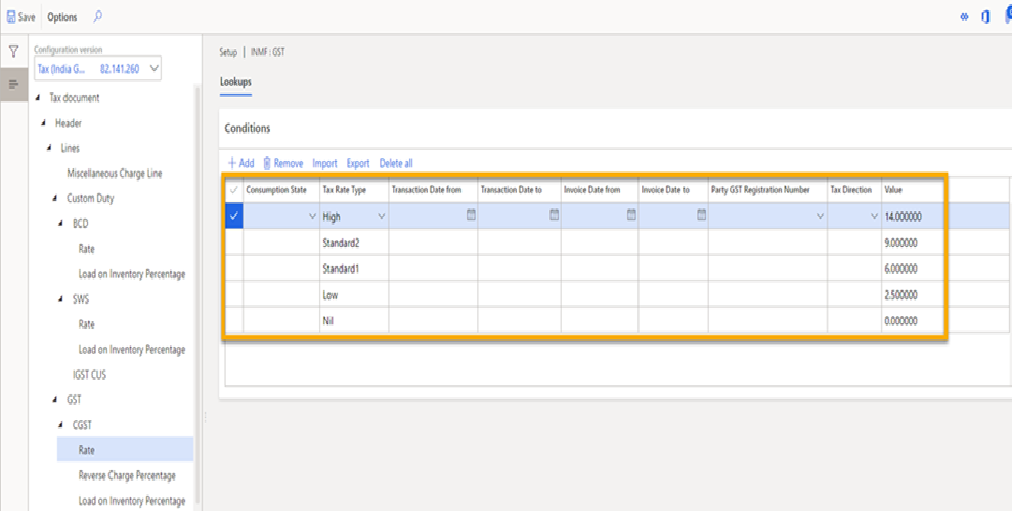 Save Options
Configuration version
Tax (India G... 82.141.260
Tax document
Header
Lines
Miscellaneous Charge Line
Custom Duty
BCD
Rate
Load on Inventory Percentage
SWS
Rate
Load on Inventory Percentage
IGST CUS
GST
CGST
Rate
Reverse Charge Percentage
Load on Inventory Percentage
Setup | INMF : GST
Lookups
Conditions
+ Add Remove Import Export Delete all
Consumption State Tax Rate Type Transaction Date from Transaction Date to Invoice Date from Invoice Date to Party GST Registration Number Tax Direction Value
High 14.000000
Standard2 9.000000
Standard1 6.000000
Low 2.500000
Nil 0.000000